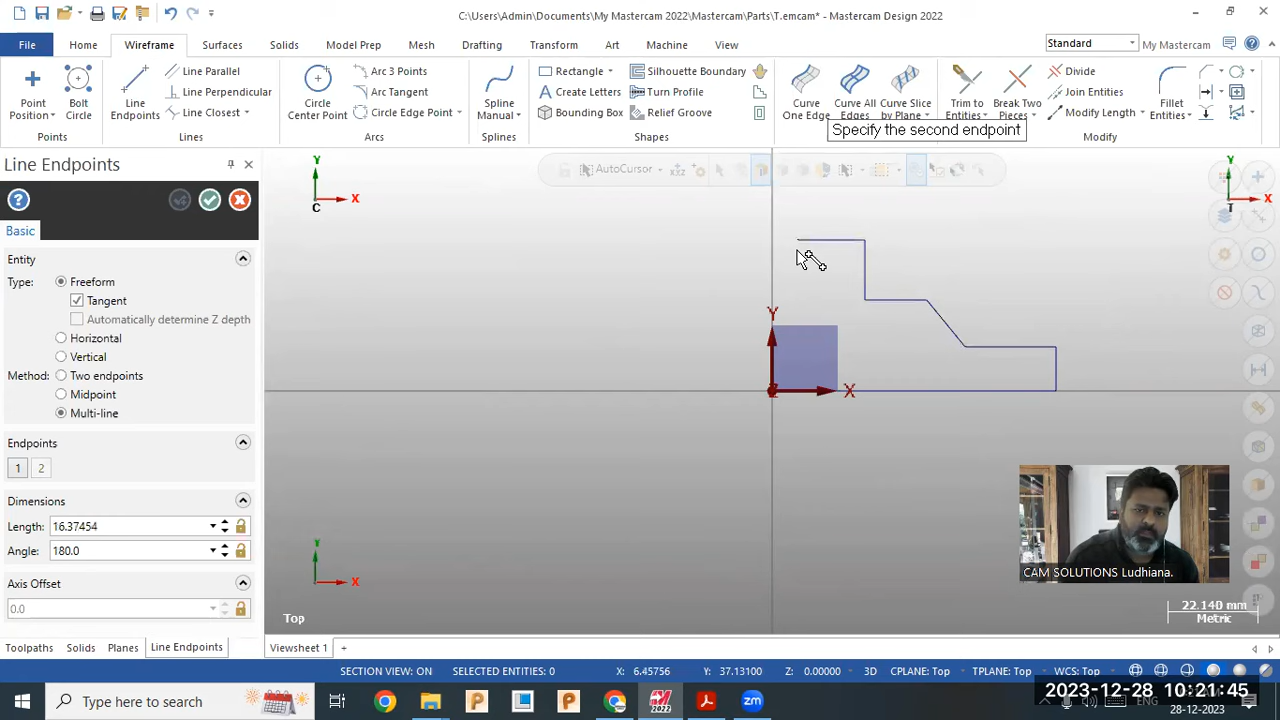 C:\Users\Admin\Documents\My Mastercam 2022\Mastercam\Parts\T.emcam* - Mastercam Design 2022
File Home Wireframe Surfaces Solids Model Prep Mesh Drafting Transform Art Machine View
Standard My Mastercam
Point Position
Bolt Circle
Points
Line Endpoints
Line Parallel
Line Perpendicular
Line Closest
Lines
Circle Center Point
Arc 3 Points
Arc Tangent
Circle Edge Point
Arcs
Spline Manual
Splines
Rectangle
Create Letters
Bounding Box
Silhouette Boundary
Turn Profile
Relief Groove
Shapes
Curve One Edge
Curve All Edges
Curve Slice by Plane
Trim to Entities
Break Two Pieces
Divide
Join Entities
Modify Length
Fillet Entities
Modify
Specify the second endpoint
Line Endpoints
Basic
Entity
Type: Freeform
Tangent
Automatically determine Z depth
Horizontal
Vertical
Method: Two endpoints
Midpoint
Multi-line
Endpoints
1 2
Dimensions
Length: 16.37454
Angle: 180.0
Axis Offset
0.0
Toolpaths Solids Planes Line Endpoints
AutoCursor
Y
X
C
Y
X
T
Y
X
Y
X
Top
CAM SOLUTIONS Ludhiana.
22.140 mm
Metric
Viewsheet 1 +
SECTION VIEW: ON SELECTED ENTITIES: 0 X: 6.45756 Y: 37.13100 Z: 0.00000 3D CPLANE: Top TPLANE: Top WCS: Top
Type here to search
2023-12-28 10:21:45
ENG 28-12-2023